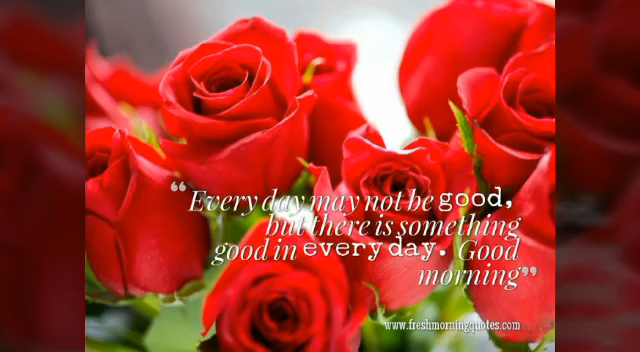 “Every day may not be good,
but there is something
good in every day. Good
morning”
www.freshmorningquotes.com